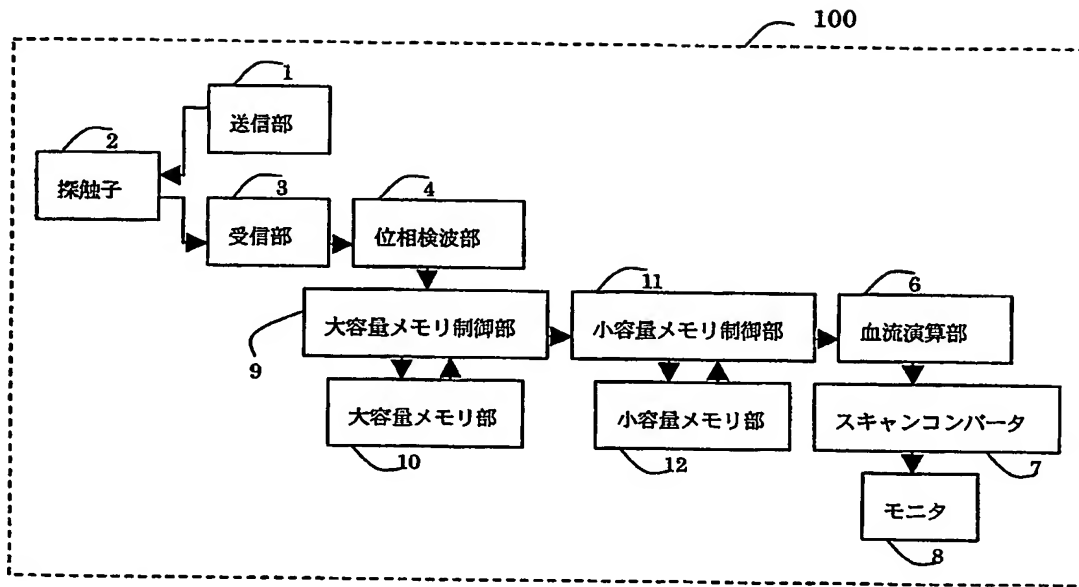 100
1
送信部
2
探触子
3
受信部
4
位相検波部
9
大容量メモリ制御部
11
小容量メモリ制御部
6
血流演算部
大容量メモリ部
10
小容量メモリ部
12
スキャンコンバータ
7
モニタ
8